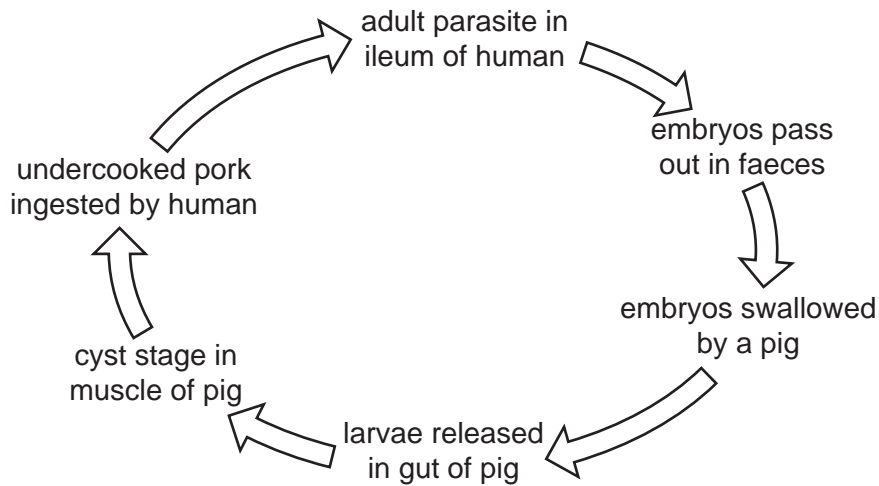 adult parasite in
ileum of human
embryos pass
out in faeces
embryos swallowed
by a pig
larvae released
in gut of pig
cyst stage in
muscle of pig
undercooked pork
ingested by human